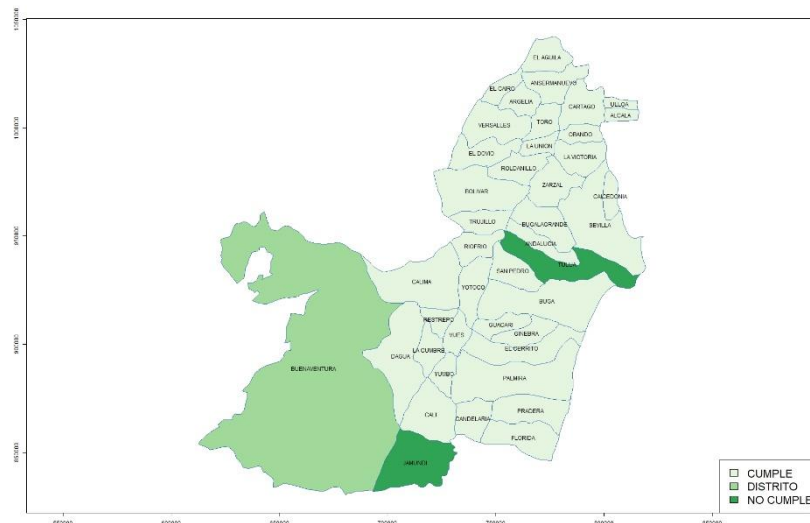 EL AGUILA
ANSERMANUEVO
EL CAIRO
ARGELIA
CARTAGO
ULLOA
ALCALA
VERSALLES
TORO
OBANDO
LA UNION
EL DOVIO
LA VICTORIA
ROLDANILLO
ZARZAL
BOLIVAR
CAICEDONIA
TRUJILLO
BUGALAGRANDE
SEVILLA
ANDALUCIA
RIOFRIO
TULUA
SAN PEDRO
CALIMA
YOTOCO
BUGA
RESTREPO
GUACARI
VIJES
GINEBRA
EL CERRITO
LA CUMBRE
DAGUA
BUENAVENTURA
YUMBO
PALMIRA
CALI
CANDELARIA
PRADERA
FLORIDA
JAMUNDI
CUMPLE
DISTRITO
NO CUMPLE